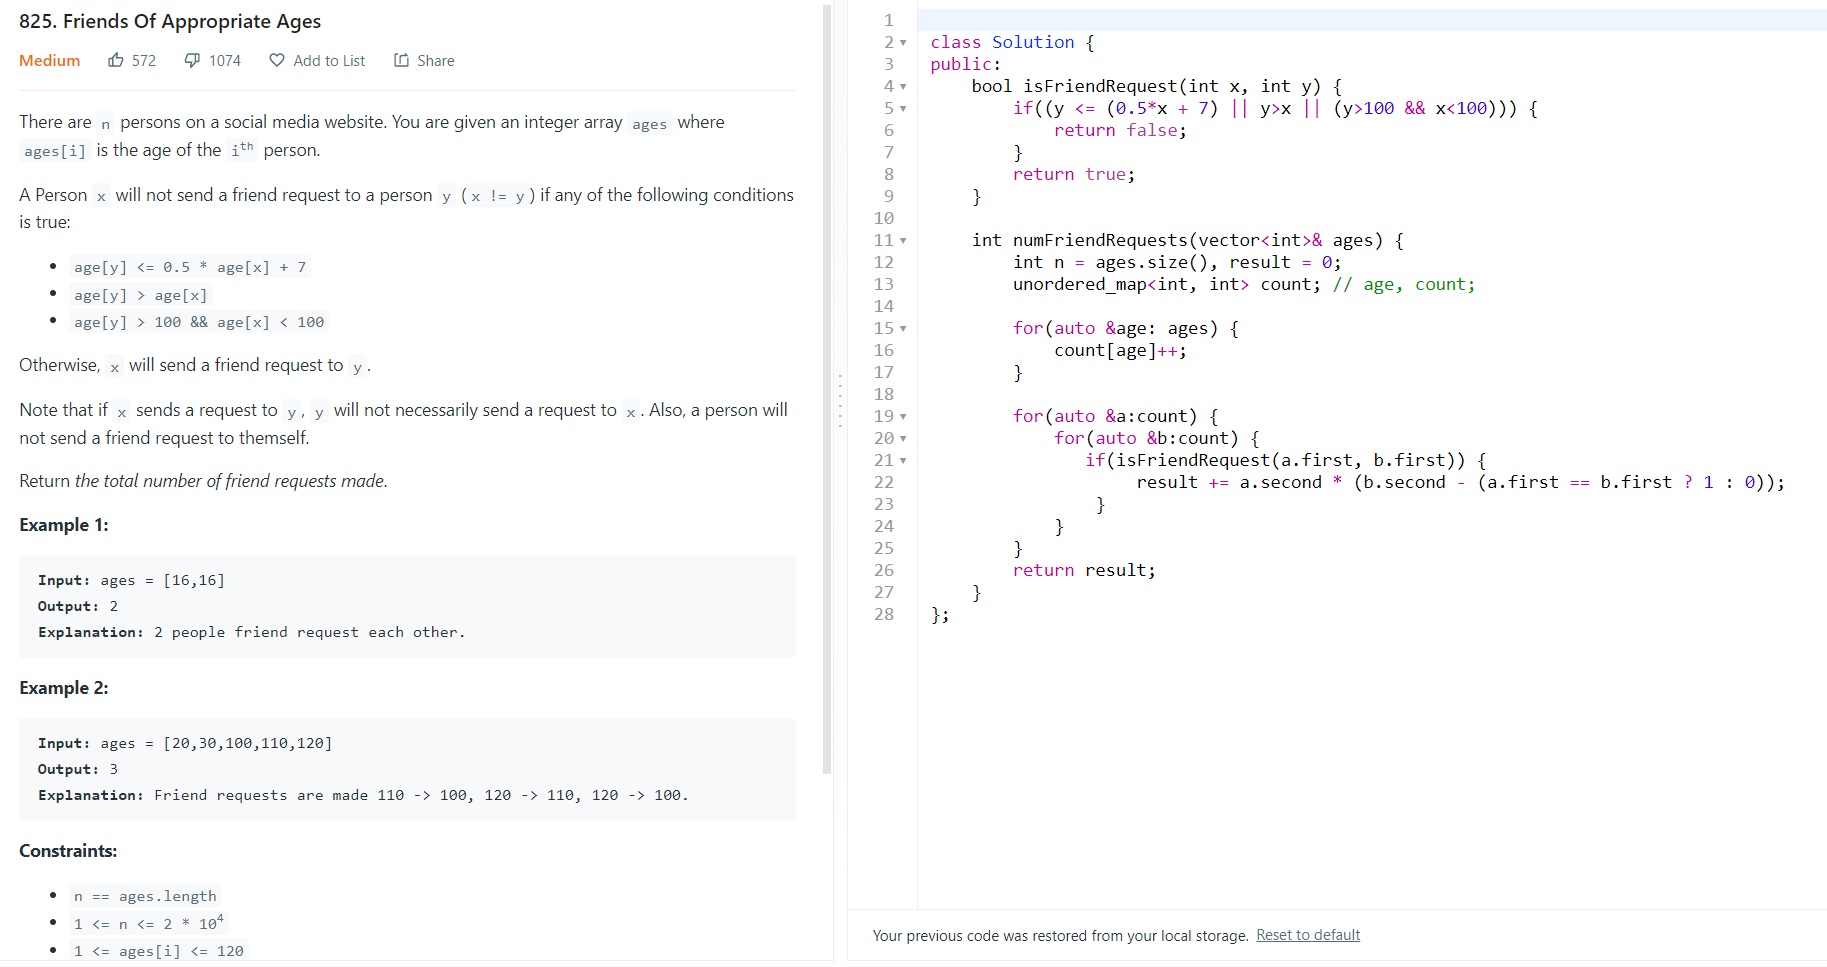 825. Friends Of Appropriate Ages
Medium 572 1074 Add to List Share
There are n persons on a social media website. You are given an integer array ages where
ages[i] is the age of the ith person.
A Person x will not send a friend request to a person y (x != y) if any of the following conditions
is true:
• age[y] <= 0.5 * age[x] + 7
• age[y] > age[x]
• age[y] > 100 && age[x] < 100
Otherwise, x will send a friend request to y.
Note that if x sends a request to y, y will not necessarily send a request to x. Also, a person will
not send a friend request to themself.
Return the total number of friend requests made.
Example 1:
Input: ages = [16,16]
Output: 2
Explanation: 2 people friend request each other.
Example 2:
Input: ages = [20,30,100,110,120]
Output: 3
Explanation: Friend requests are made 110 -> 100, 120 -> 110, 120 -> 100.
Constraints:
• n == ages.length
• 1 <= n <= 2 * 10⁴
• 1 <= ages[i] <= 120
1
2 class Solution {
3 public:
4     bool isFriendRequest(int x, int y) {
5         if((y <= (0.5*x + 7) || y>x || (y>100 && x<100))) {
6             return false;
7         }
8         return true;
9     }
10
11     int numFriendRequests(vector<int>& ages) {
12         int n = ages.size(), result = 0;
13         unordered_map<int, int> count; // age, count;
14
15         for(auto &age: ages) {
16             count[age]++;
17         }
18
19         for(auto &a:count) {
20             for(auto &b:count) {
21                if(isFriendRequest(a.first, b.first)) {
22                     result += a.second * (b.second - (a.first == b.first ? 1 : 0));
23                 }
24             }
25         }
26         return result;
27     }
28 };
Your previous code was restored from your local storage. Reset to default